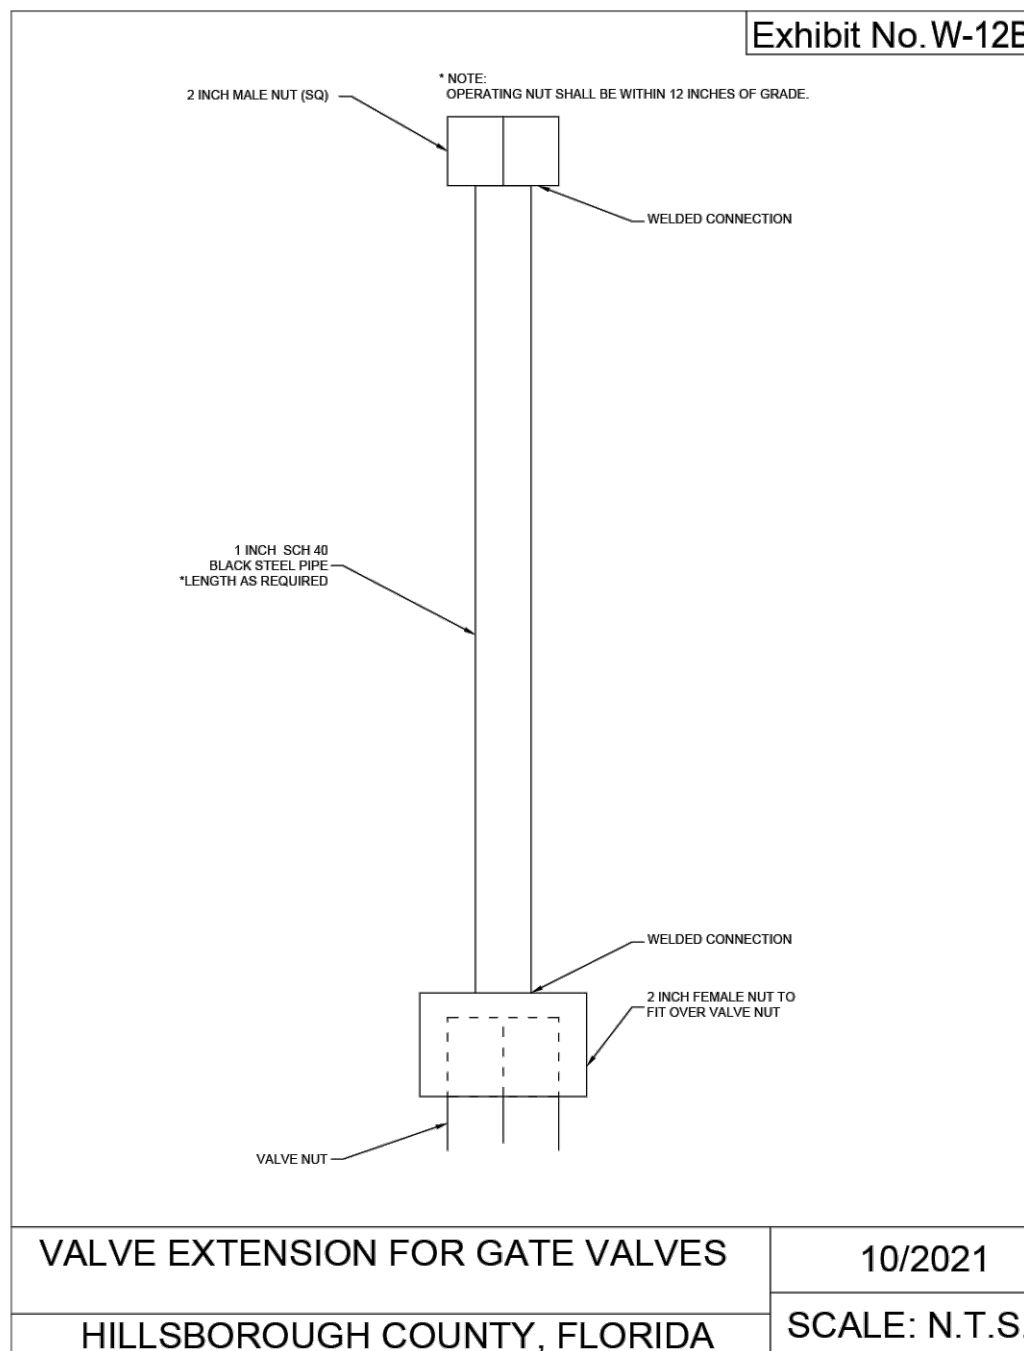 Exhibit No. W-12B
* NOTE:
OPERATING NUT SHALL BE WITHIN 12 INCHES OF GRADE.
2 INCH MALE NUT (SQ)
WELDED CONNECTION
1 INCH SCH 40
BLACK STEEL PIPE
*LENGTH AS REQUIRED
WELDED CONNECTION
2 INCH FEMALE NUT TO
FIT OVER VALVE NUT
VALVE NUT
VALVE EXTENSION FOR GATE VALVES
10/2021
HILLSBOROUGH COUNTY, FLORIDA
SCALE: N.T.S.